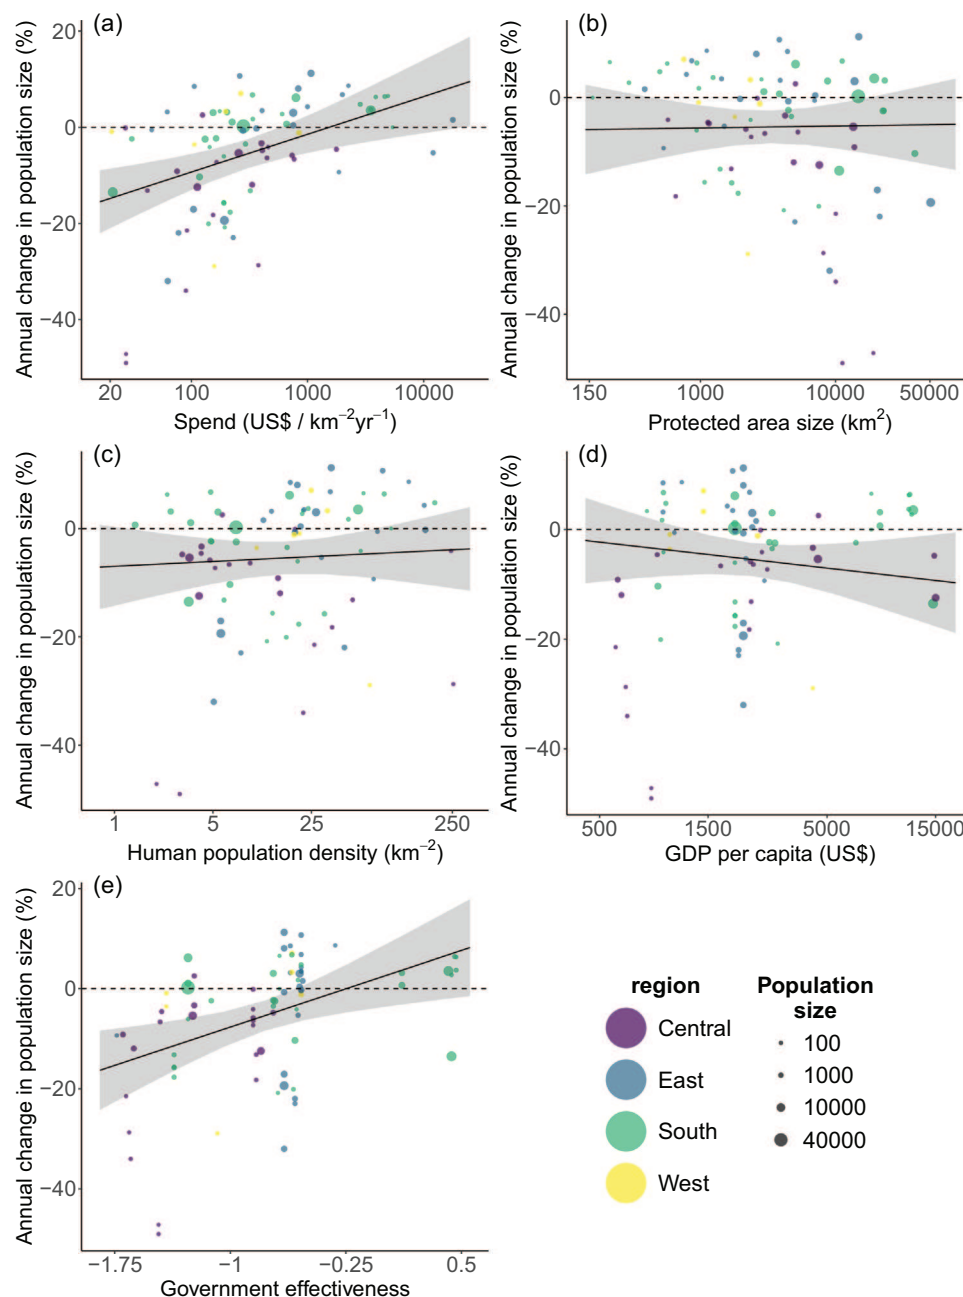 (a)
Annual change in population size (%)
20
0
−20
−40
20 100 1000 10000
Spend (US$ / km−2yr−1)
(b)
Annual change in population size (%)
20
0
−20
−40
150 1000 10000 50000
Protected area size (km2)
(c)
Annual change in population size (%)
0
−20
−40
1 5 25 250
Human population density (km−2)
(d)
Annual change in population size (%)
0
−20
−40
500 1500 5000 15000
GDP per capita (US$)
(e)
Annual change in population size (%)
20
0
−20
−40
−1.75 −1 −0.25 0.5
Government effectiveness
region
Central
East
South
West
Population
size
100
1000
10000
40000